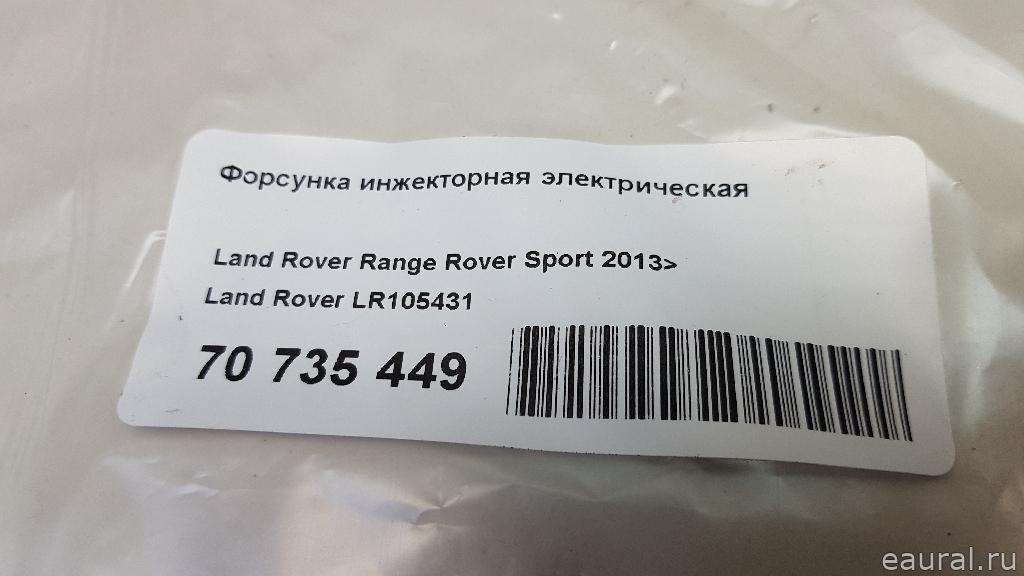 Форсунка инжекторная электрическая
Land Rover Range Rover Sport 2013>
Land Rover LR105431
70 735 449
eaural.ru